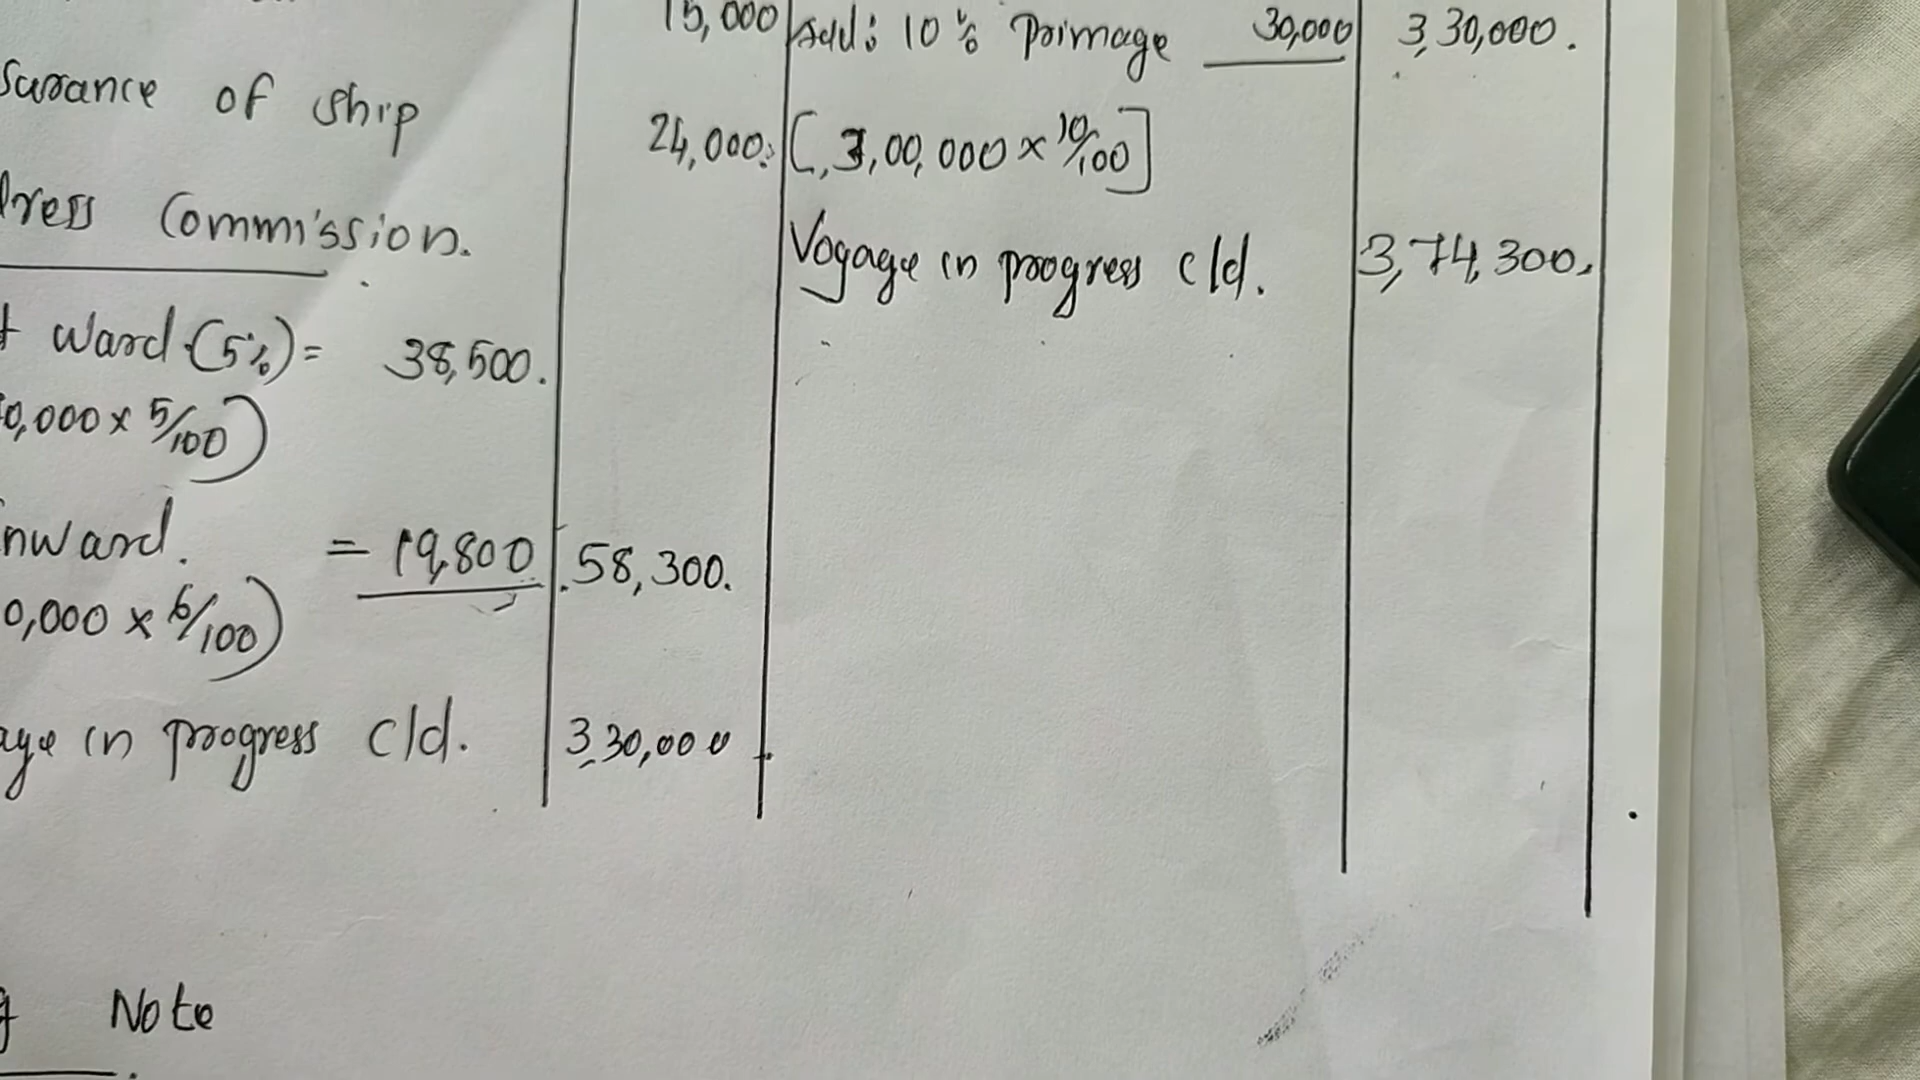 15,000 Add: 10% Primage 30,000 3,30,000.
surance of ship 24,000. [3,00,000 x 10/100]
dress Commission.
Voyage in progress c/d. 3,74,300.
t ward (5%) = 38,500.
0,000 x 5/100)
nward. = 19,800 58,300.
0,000 x 6/100)
age in progress c/d. 3,30,000
g Note